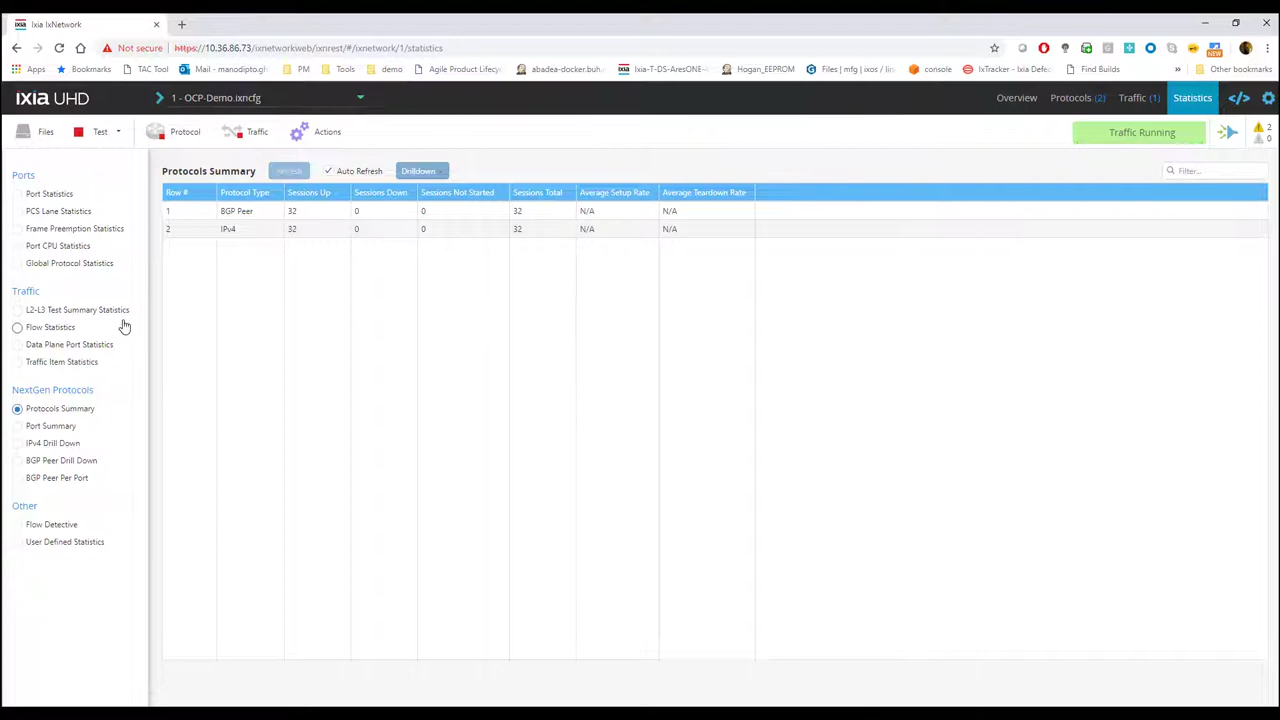 Ixia IxNetwork
Not secure https://10.36.86.73/ixnetworkweb/ixnrest/#/ixnetwork/1/statistics
Apps Bookmarks TAC Tool Mail - manodipto.gh PM Tools demo Agile Product Lifecyc abadea-docker.buh. Ixia-T-DS-AresONE- Hogan_EEPROM Files | mfg | ixos / lin console IxTracker - Ixia Defec Find Builds » Other bookmarks
ixia UHD 1 - OCP-Demo.ixncfg Overview Protocols (2) Traffic (1) Statistics </>
Files Test Protocol Traffic Actions Traffic Running 2
0
Ports
Port Statistics
PCS Lane Statistics
Frame Preemption Statistics
Port CPU Statistics
Global Protocol Statistics
Traffic
L2-L3 Test Summary Statistics
Flow Statistics
Data Plane Port Statistics
Traffic Item Statistics
NextGen Protocols
Protocols Summary
Port Summary
IPv4 Drill Down
BGP Peer Drill Down
BGP Peer Per Port
Other
Flow Detective
User Defined Statistics
Protocols Summary Refresh Auto Refresh Drilldown Filter...
Row # Protocol Type Sessions Up Sessions Down Sessions Not Started Sessions Total Average Setup Rate Average Teardown Rate
1 BGP Peer 32 0 0 32 N/A N/A
2 IPv4 32 0 0 32 N/A N/A